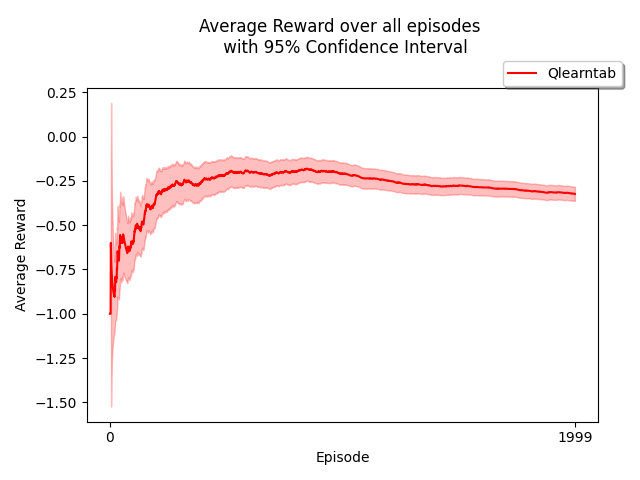 Average Reward over all episodes
with 95% Confidence Interval
Qlearntab
0.25
0.00
−0.25
−0.50
−0.75
−1.00
−1.25
−1.50
Average Reward
0
1999
Episode